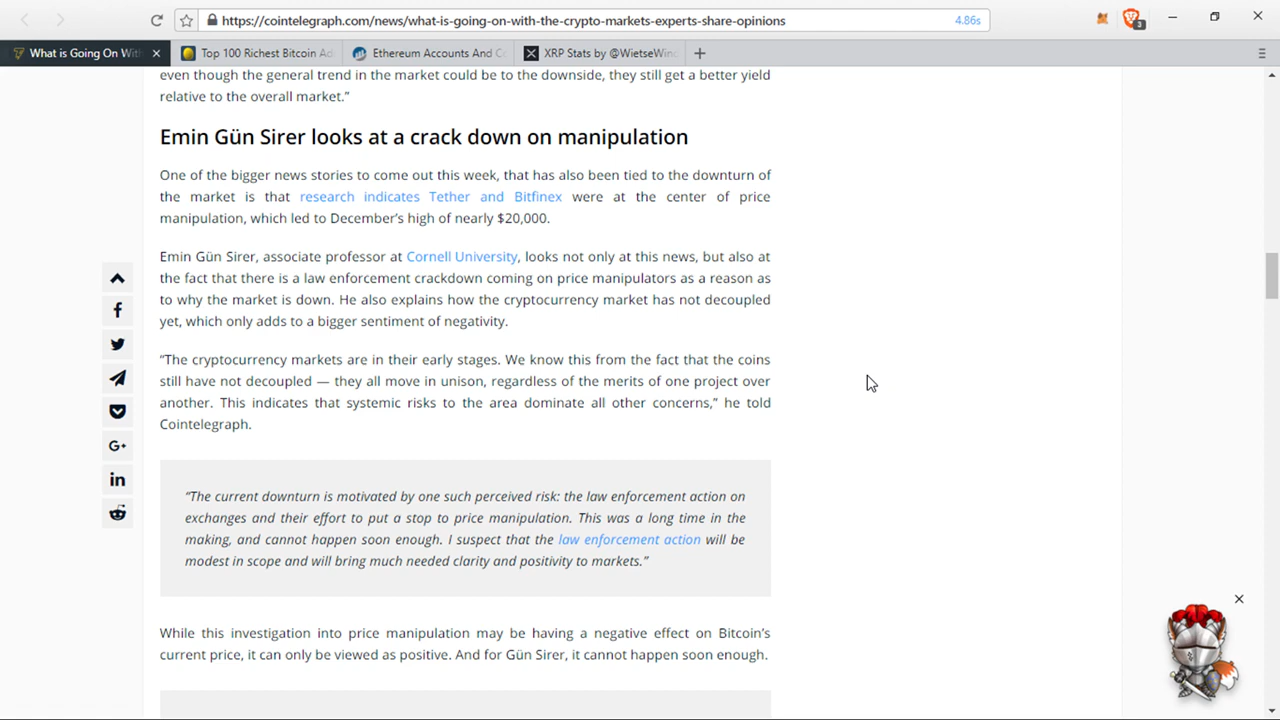 https://cointelegraph.com/news/what-is-going-on-with-the-crypto-markets-experts-share-opinions
4.86s
3
What is Going On With
Top 100 Richest Bitcoin Ad
Ethereum Accounts And C
XRP Stats by @WietseWind
even though the general trend in the market could be to the downside, they still get a better yield
relative to the overall market.”
Emin Gün Sirer looks at a crack down on manipulation
One of the bigger news stories to come out this week, that has also been tied to the downturn of
the market is that research indicates Tether and Bitfinex were at the center of price
manipulation, which led to December’s high of nearly $20,000.
Emin Gün Sirer, associate professor at Cornell University, looks not only at this news, but also at
the fact that there is a law enforcement crackdown coming on price manipulators as a reason as
to why the market is down. He also explains how the cryptocurrency market has not decoupled
yet, which only adds to a bigger sentiment of negativity.
“The cryptocurrency markets are in their early stages. We know this from the fact that the coins
still have not decoupled — they all move in unison, regardless of the merits of one project over
another. This indicates that systemic risks to the area dominate all other concerns,” he told
Cointelegraph.
“The current downturn is motivated by one such perceived risk: the law enforcement action on
exchanges and their effort to put a stop to price manipulation. This was a long time in the
making, and cannot happen soon enough. I suspect that the law enforcement action will be
modest in scope and will bring much needed clarity and positivity to markets.”
While this investigation into price manipulation may be having a negative effect on Bitcoin’s
current price, it can only be viewed as positive. And for Gün Sirer, it cannot happen soon enough.